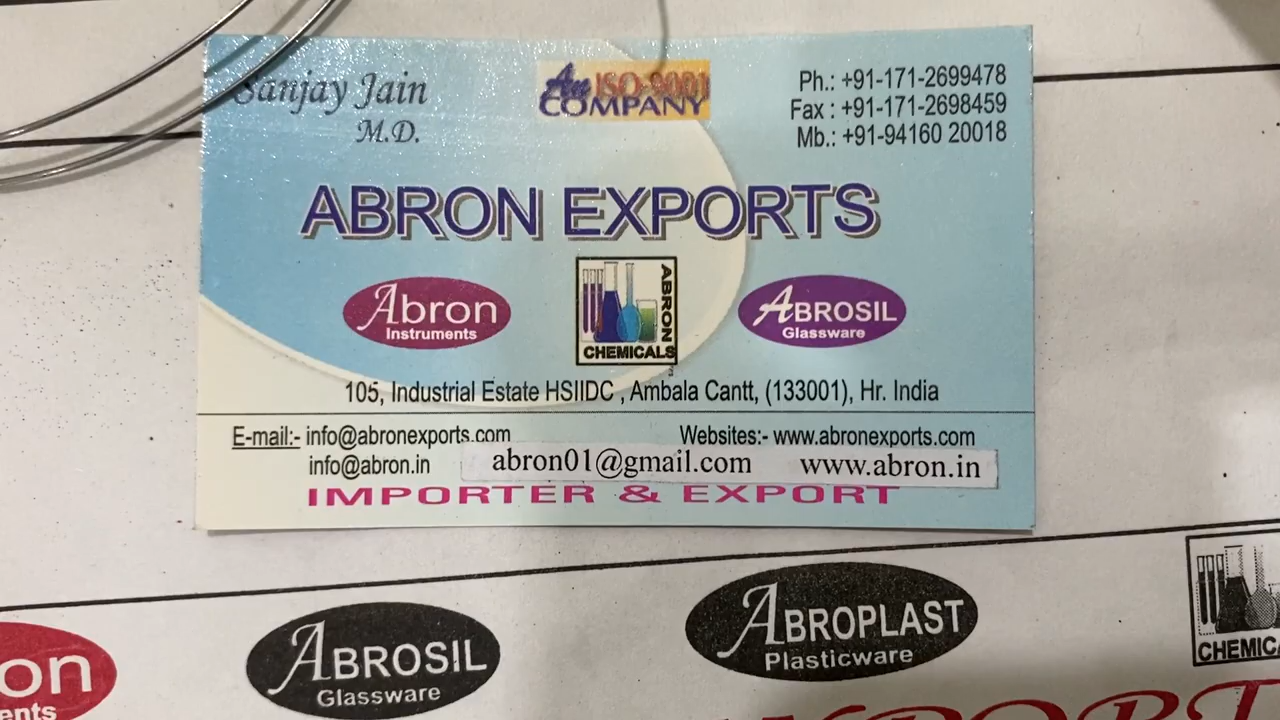 Sanjay Jain
M.D.
An ISO-9001
COMPANY
Ph.: +91-171-2699478
Fax : +91-171-2698459
Mb.: +91-94160 20018
ABRON EXPORTS
Abron
Instruments
ABRON
CHEMICALS
ABROSIL
Glassware
105, Industrial Estate HSIIDC , Ambala Cantt, (133001), Hr. India
E-mail:- info@abronexports.com
Websites:- www.abronexports.com
info@abron.in
abron01@gmail.com www.abron.in
IMPORTER & EXPORT
on
ents
ABROSIL
Glassware
ABROPLAST
Plasticware
CHEMICA